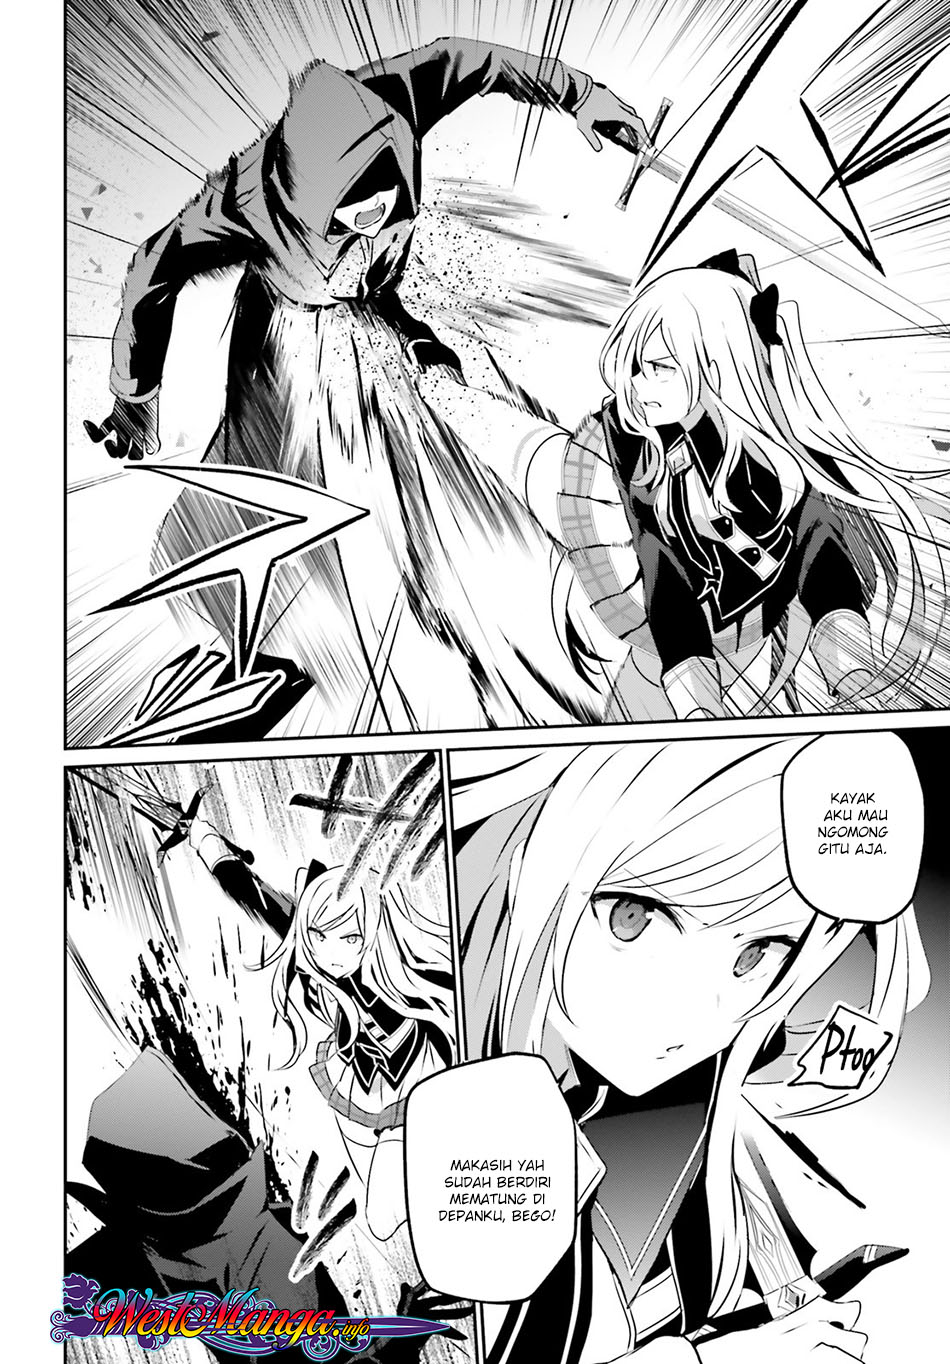 KAYAK
AKU MAU
NGOMONG
GITU AJA.
Ptoo
MAKASIH YAH
SUDAH BERDIRI
MEMATUNG DI
DEPANKU, BEGO!
WestManga.info